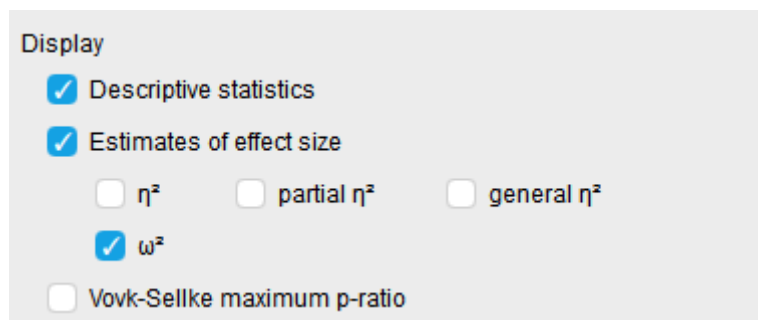 Display
Descriptive statistics
Estimates of effect size
η² partial η² general η²
ω²
Vovk-Sellke maximum p-ratio